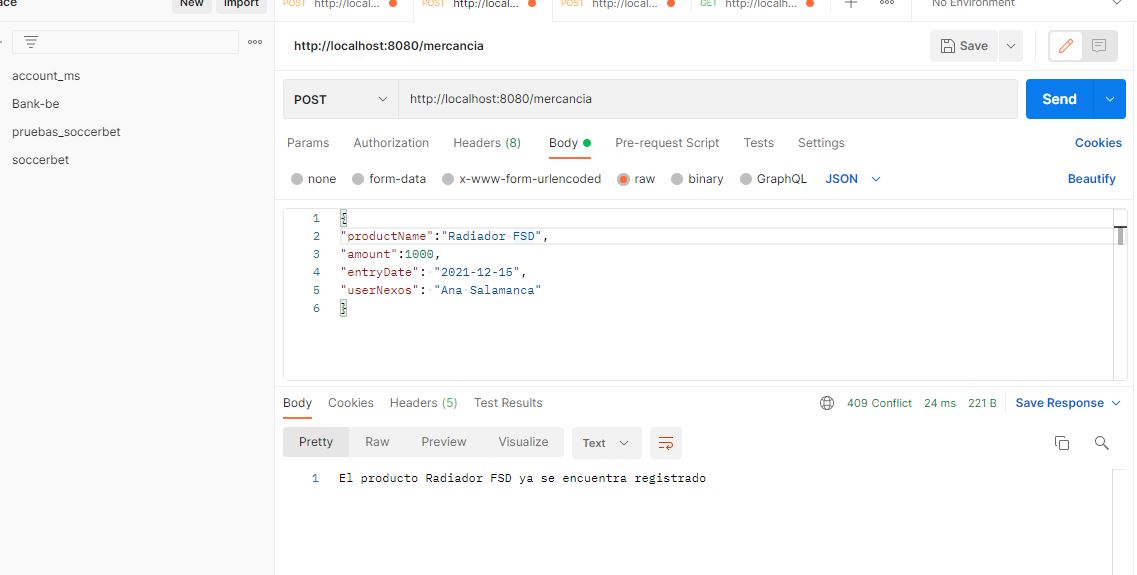 ace
New
Import
POST http://local...
POST http://local...
POST http://local...
GET http://localh...
No Environment
http://localhost:8080/mercancia
Save
account_ms
Bank-be
pruebas_soccerbet
soccerbet
POST
http://localhost:8080/mercancia
Send
Params Authorization Headers (8) Body Pre-request Script Tests Settings Cookies
none form-data x-www-form-urlencoded raw binary GraphQL JSON Beautify
1 {
2 "productName":"Radiador FSD",
3 "amount":1000,
4 "entryDate": "2021-12-15",
5 "userNexos": "Ana Salamanca"
6 }
Body Cookies Headers (5) Test Results 409 Conflict 24 ms 221 B Save Response
Pretty Raw Preview Visualize Text
1 El producto Radiador FSD ya se encuentra registrado